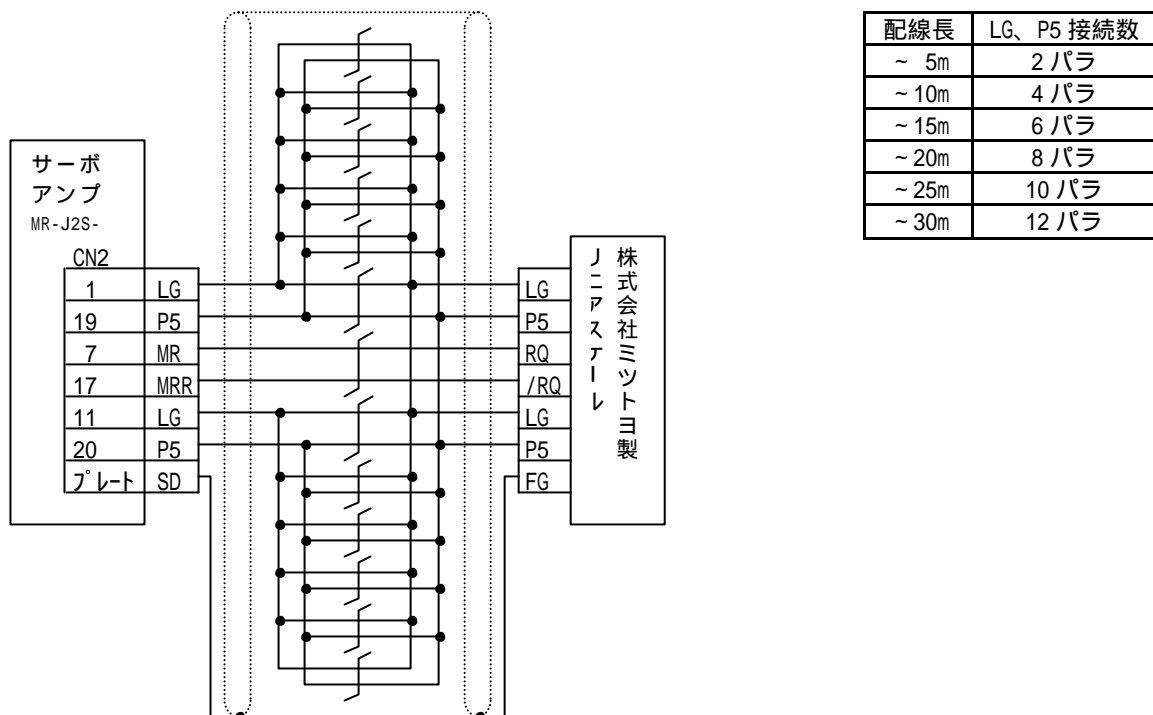 サーボ
アンプ
MR-J2S-
CN2
1 LG
19 P5
7 MR
17 MRR
11 LG
20 P5
プレート SD
LG
P5
RQ
/RQ
LG
P5
FG
株式会社ミツトヨ製
リニアスケール
配線長 LG、P5 接続数
~ 5m 2 パラ
~ 10m 4 パラ
~ 15m 6 パラ
~ 20m 8 パラ
~ 25m 10 パラ
~ 30m 12 パラ